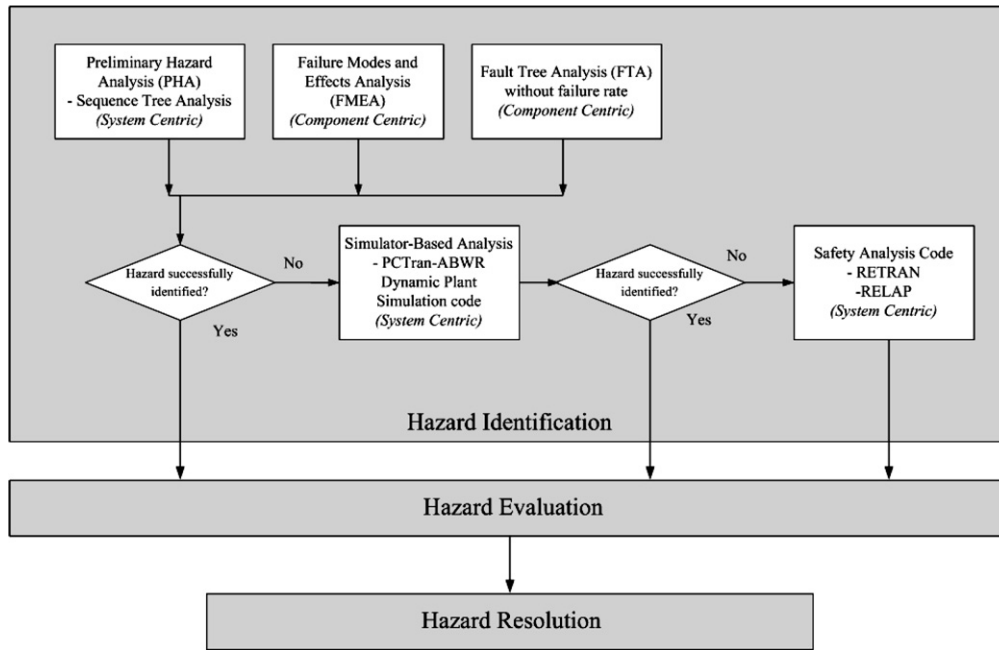 Preliminary Hazard
Analysis (PHA)
- Sequence Tree Analysis
(System Centric)
Failure Modes and
Effects Analysis
(FMEA)
(Component Centric)
Fault Tree Analysis (FTA)
without failure rate
(Component Centric)
Hazard successfully
identified?
No
Yes
Simulator-Based Analysis
- PCTran-ABWR
Dynamic Plant
Simulation code
(System Centric)
Hazard successfully
identified?
No
Yes
Safety Analysis Code
- RETRAN
-RELAP
(System Centric)
Hazard Identification
Hazard Evaluation
Hazard Resolution